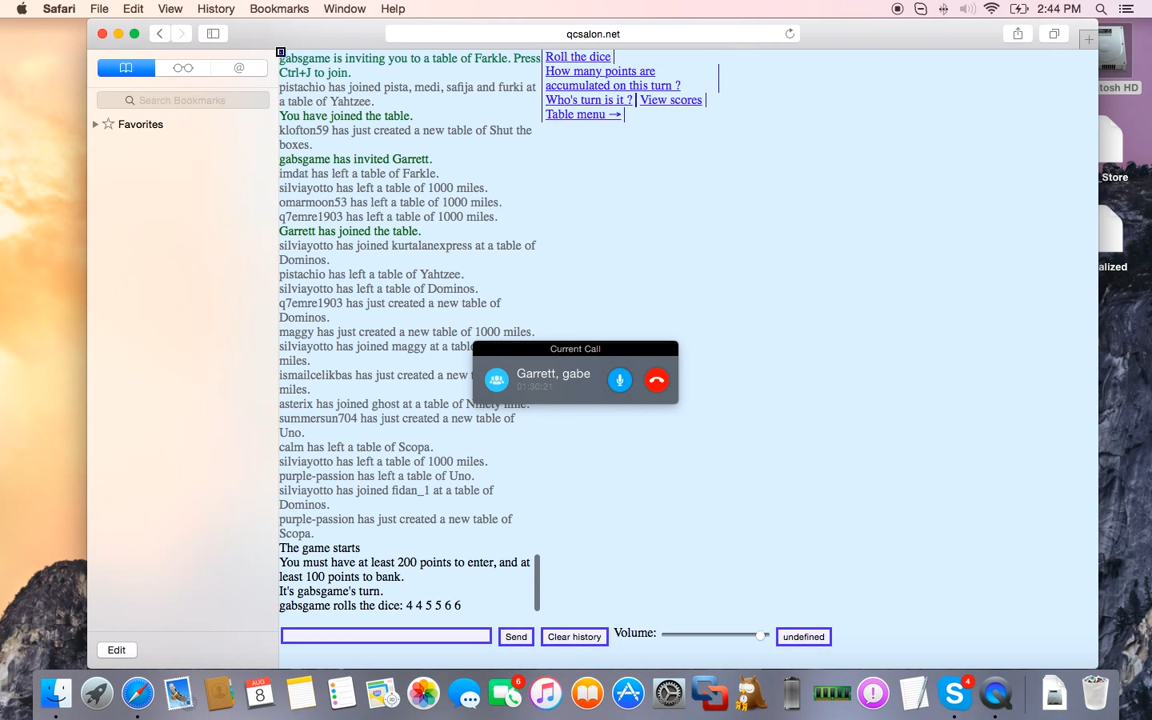 Safari File Edit View History Bookmarks Window Help 2:44 PM
qcsalon.net
Search Bookmarks
Favorites
Edit
gabsgame is inviting you to a table of Farkle. Press
Ctrl+J to join.
pistachio has joined pista, medi, safija and furki at
a table of Yahtzee.
You have joined the table.
klofton59 has just created a new table of Shut the
boxes.
gabsgame has invited Garrett.
imdat has left a table of Farkle.
silviayotto has left a table of 1000 miles.
omarmoon53 has left a table of 1000 miles.
q7emre1903 has left a table of 1000 miles.
Garrett has joined the table.
silviayotto has joined kurtalanexpress at a table of
Dominos.
pistachio has left a table of Yahtzee.
silviayotto has left a table of Dominos.
q7emre1903 has just created a new table of
Dominos.
maggy has just created a new table of 1000 miles.
silviayotto has joined maggy at a table
miles.
ismailcelikbas has just created a new
miles.
asterix has joined ghost at a table of Ninety nine.
summersun704 has just created a new table of
Uno.
calm has left a table of Scopa.
silviayotto has left a table of 1000 miles.
purple-passion has left a table of Uno.
silviayotto has joined fidan_1 at a table of
Dominos.
purple-passion has just created a new table of
Scopa.
The game starts
You must have at least 200 points to enter, and at
least 100 points to bank.
It's gabsgame's turn.
gabsgame rolls the dice: 4 4 5 5 6 6
Roll the dice
How many points are
accumulated on this turn ?
Who's turn is it ? View scores
Table menu →
Current Call
Garrett, gabe
01:30:21
Send Clear history Volume: undefined
tosh HD
_Store
alized
AUG
8
6
4